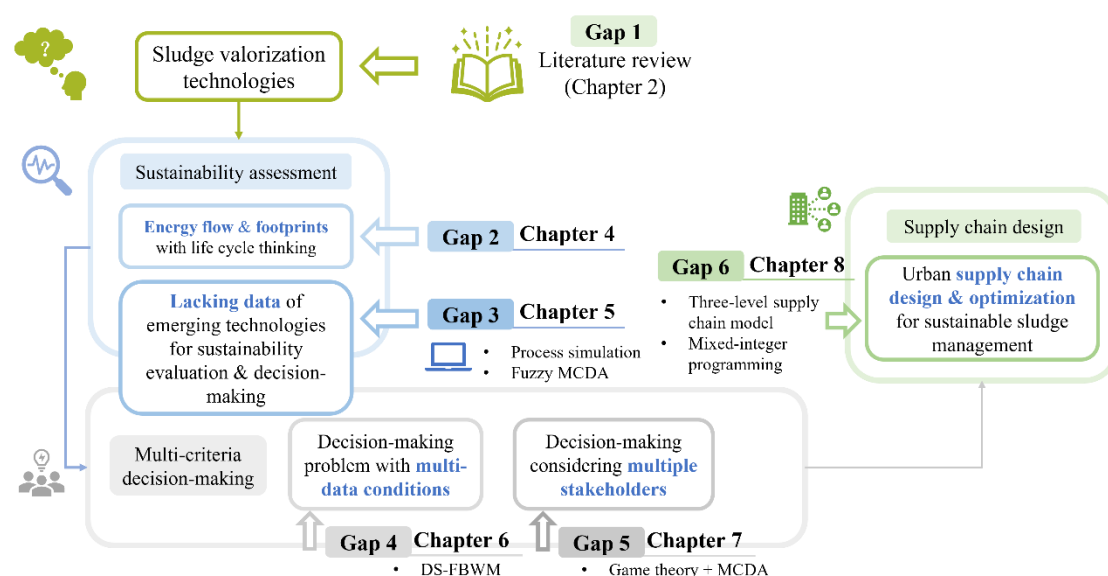 ?
Sludge valorization
technologies
Gap 1
Literature review
(Chapter 2)
Sustainability assessment
Energy flow & footprints
with life cycle thinking
Gap 2 Chapter 4
Lacking data of
emerging technologies
for sustainability
evaluation & decision-
making
Gap 3 Chapter 5
• Process simulation
• Fuzzy MCDA
Gap 6 Chapter 8
• Three-level supply
chain model
• Mixed-integer
programming
Supply chain design
Urban supply chain
design & optimization
for sustainable sludge
management
Multi-criteria
decision-making
Decision-making
problem with multi-
data conditions
Decision-making
considering multiple
stakeholders
Gap 4 Chapter 6
• DS-FBWM
Gap 5 Chapter 7
• Game theory + MCDA